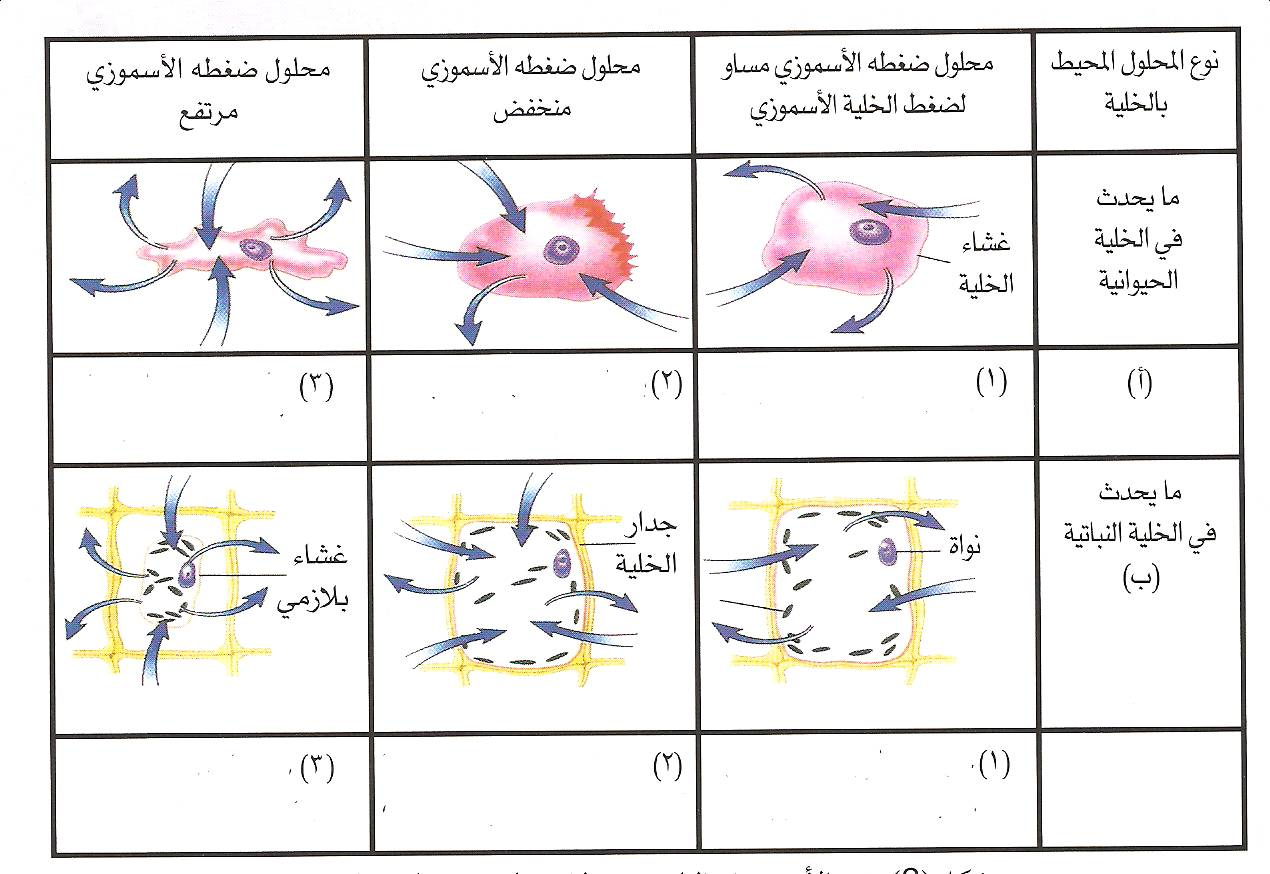 نوع المحلول المحيط
بالخلية
محلول ضغطه الأسموزي مساو
لضغط الخلية الأسموزي
محلول ضغطه الأسموزي
منخفض
محلول ضغطه الأسموزي
مرتفع
ما يحدث
في الخلية
الحيوانية
غشاء
الخلية
(أ)
(١)
(٢)
(٣)
ما يحدث
في الخلية النباتية
(ب)
نواة
جدار
الخلية
غشاء
بلازمي
(١)
(٢)
(٣)